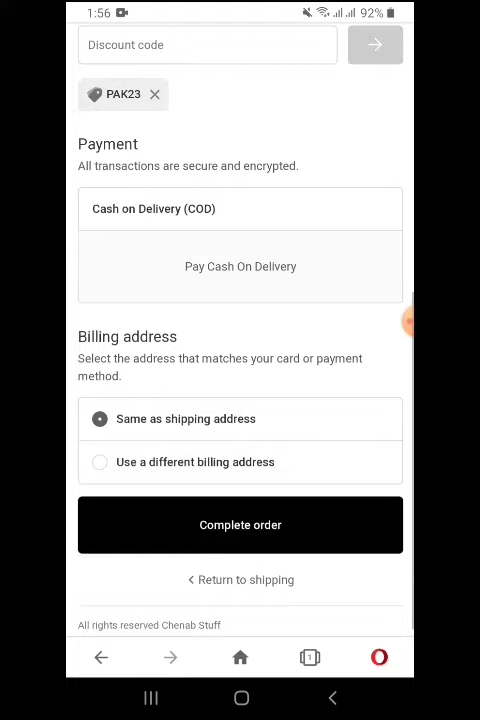 1:56 92%
Discount code
PAK23
Payment
All transactions are secure and encrypted.
Cash on Delivery (COD)
Pay Cash On Delivery
Billing address
Select the address that matches your card or payment
method.
Same as shipping address
Use a different billing address
Complete order
Return to shipping
All rights reserved Chenab Stuff
1